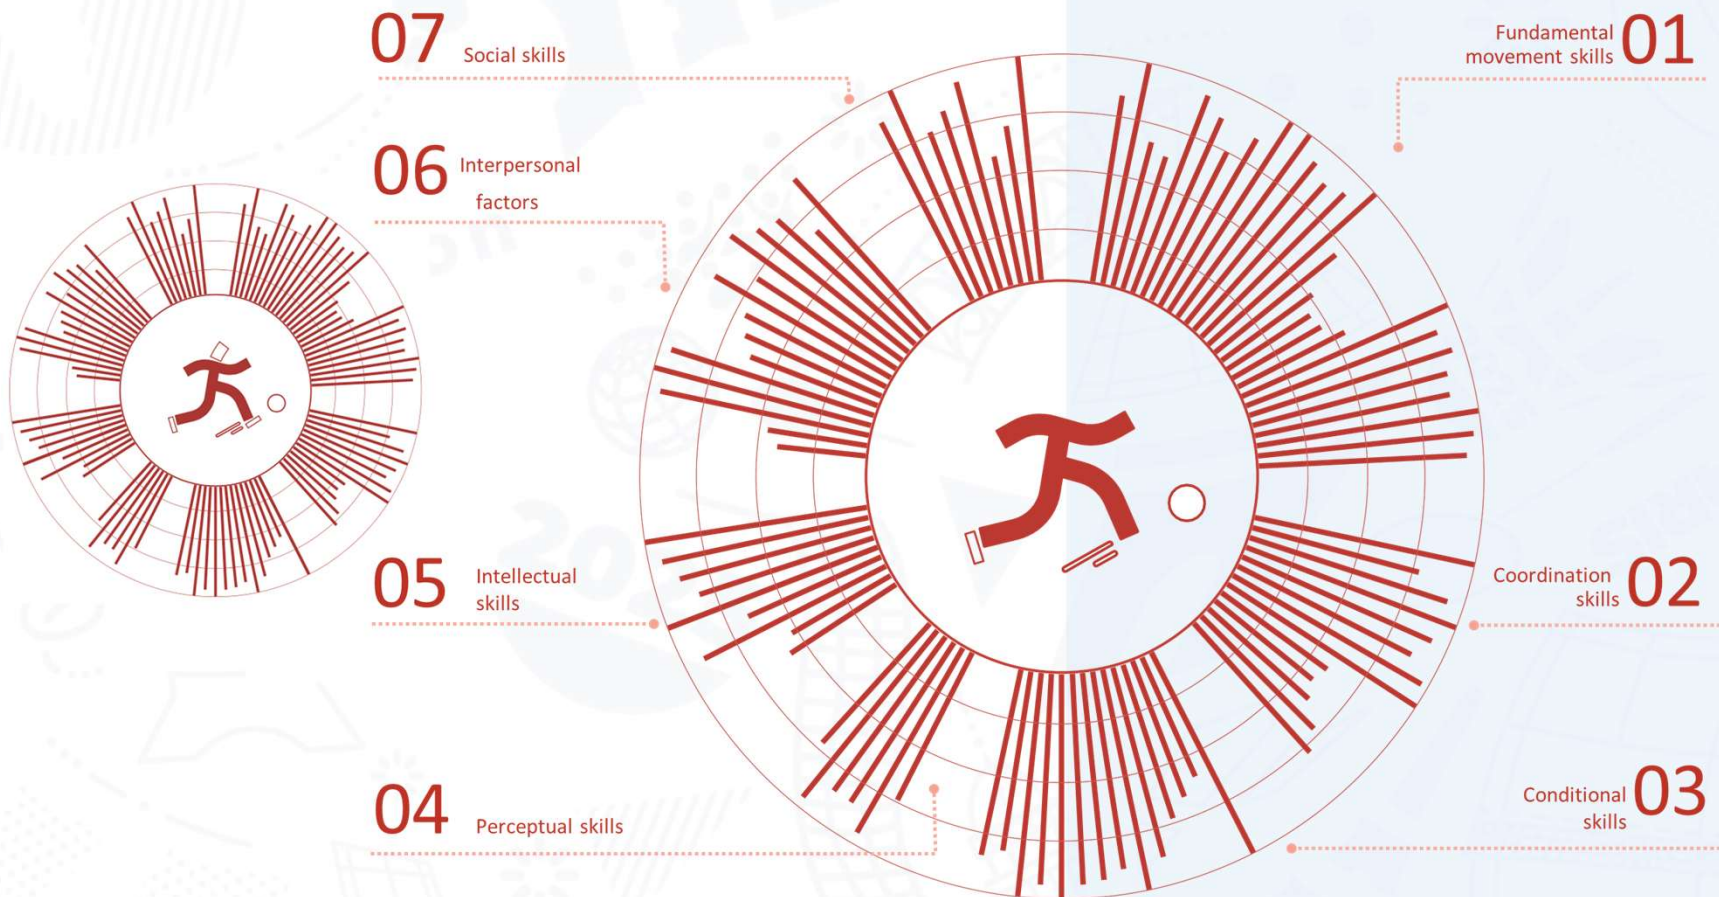 07 Social skills
Fundamental
movement skills 01
06 Interpersonal
factors
05 Intellectual
skills
Coordination
skills 02
04 Perceptual skills
Conditional
skills 03